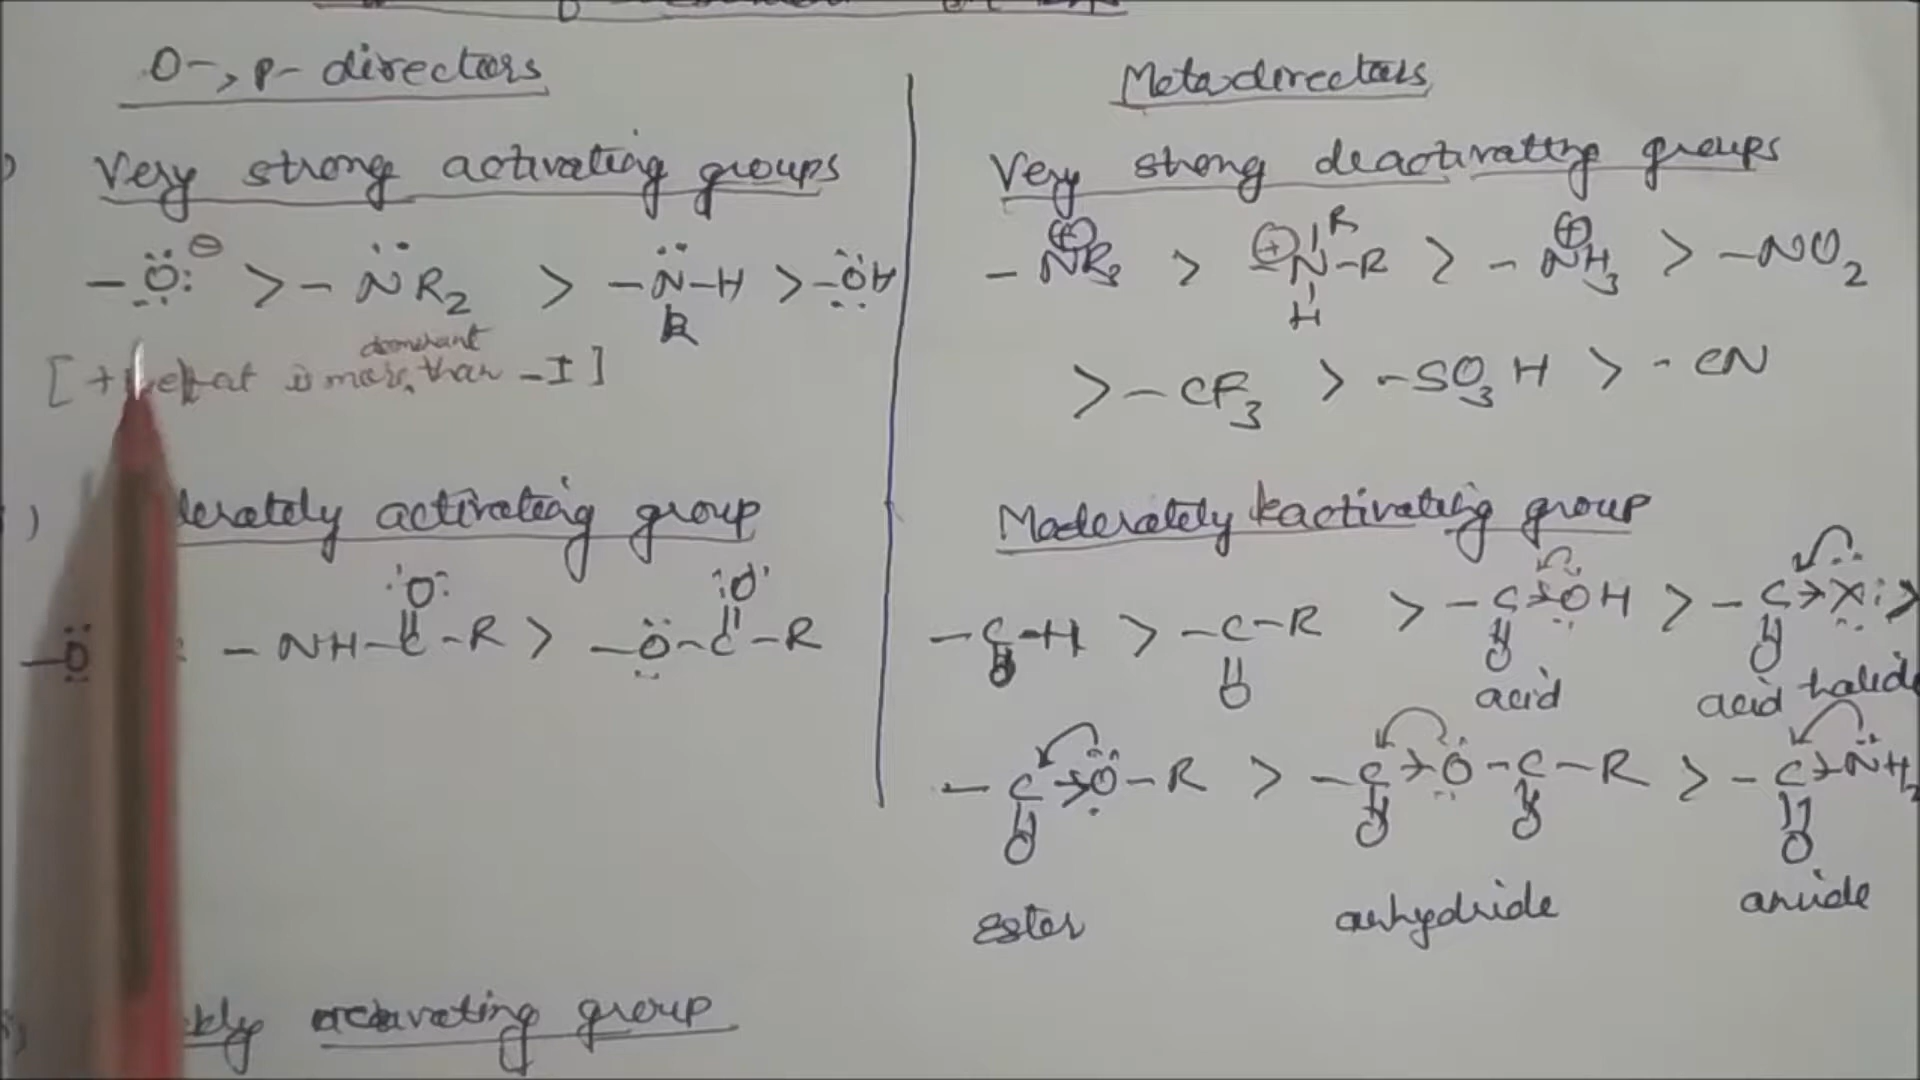 O-, p- directors
Very strong activating groups
-Ö:⊖ > -N̈R₂ > -N̈-H > -ÖH
R
dominant
[ + effect is more than -I ]
activating group
-Ö
:O: :O:
-NH-C-R > -Ö-C-R
activating group
Meta directors
Very strong deactivating groups
-⊕NR₃ > -⊕N-R > -⊕NH₃ > -NO₂
R
H
> -CF₃ > -SO₃H > -CN
Moderately deactivating group
-C-H > -C-R > -C-OH > -C-X: >
O O O O
acid acid halide
-C-O-R > -C-O-C-R > -C-NH₂
O O O O
ester anhydride amide